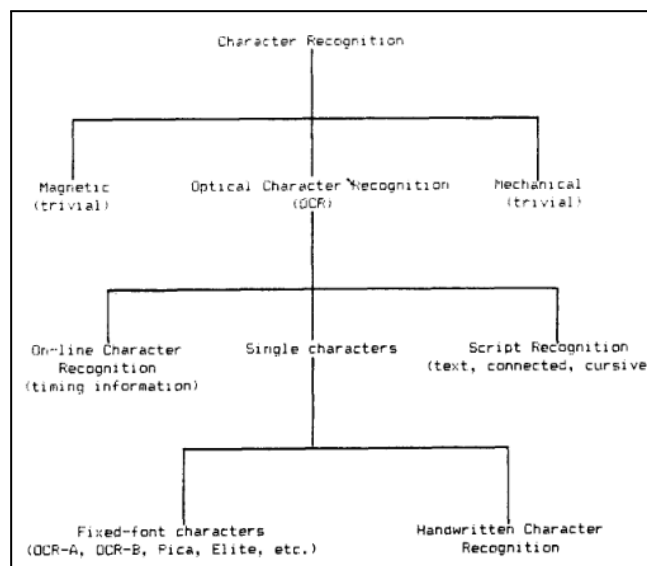 Character Recognition
Magnetic
(trivial)
Optical Character Recognition
(OCR)
Mechanical
(trivial)
On-line Character
Recognition
(timing information)
Single characters
Script Recognition
(text, connected, cursive
Fixed-font characters
(OCR-A, OCR-B, Pica, Elite, etc.)
Handwritten Character
Recognition